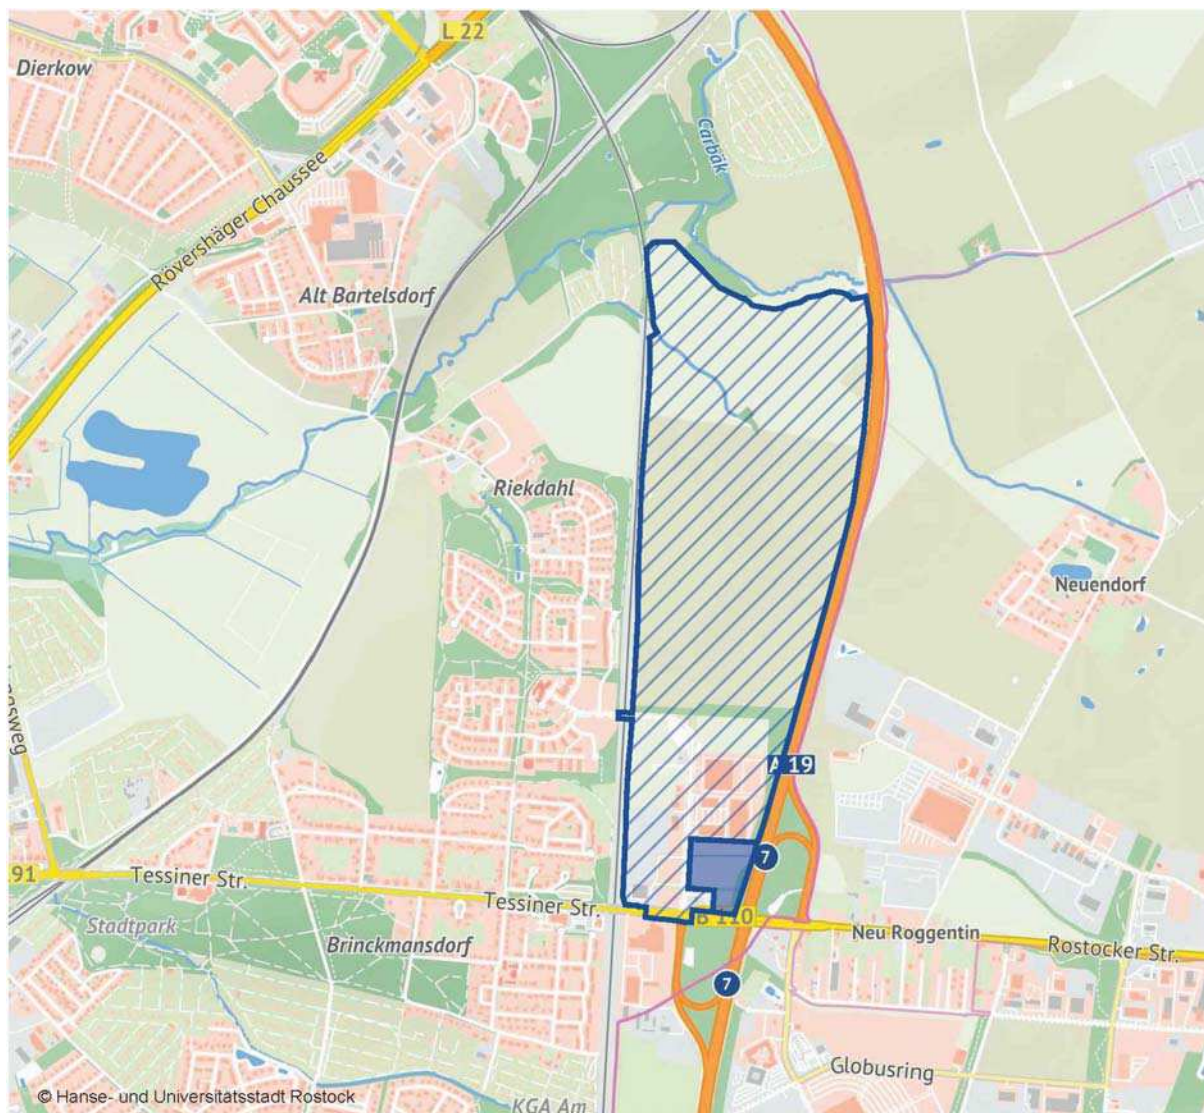 L 22
Dierkow
Carbäk
Rövershäger Chaussee
Alt Bartelsdorf
Riekdahl
Neuendorf
A 19
7
91
Tessiner Str.
Tessiner Str.
B 110
Stadtpark
Brinckmansdorf
Neu Roggentin
Rostocker Str.
7
Globusring
© Hanse- und Universitätsstadt Rostock
KGA Am